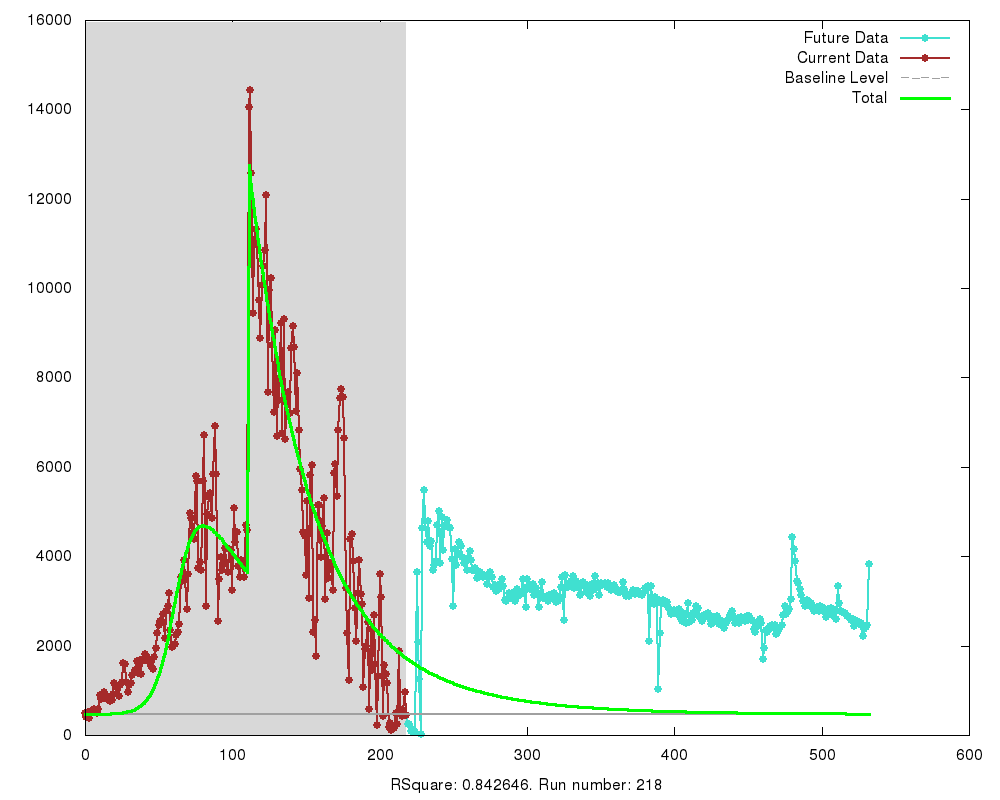 16000
14000
12000
10000
8000
6000
4000
2000
0
0 100 200 300 400 500 600
Future Data
Current Data
Baseline Level
Total
RSquare: 0.842646. Run number: 218